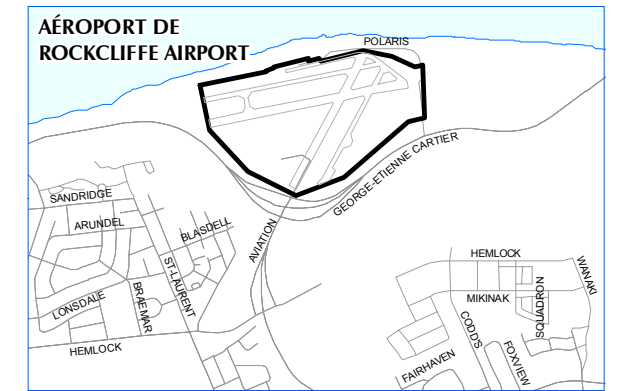 AÉROPORT DE
ROCKCLIFFE AIRPORT
POLARIS
GEORGE-ETIENNE CARTIER
SANDRIDGE
ARUNDEL
BLASDELL
AVIATION
ST-LAURENT
LONSDALE
BRAEMAR
HEMLOCK
HEMLOCK
WANAKI
MIKINAK
SQUADRON
CODDS
FOXVIEW
FAIRHAVEN